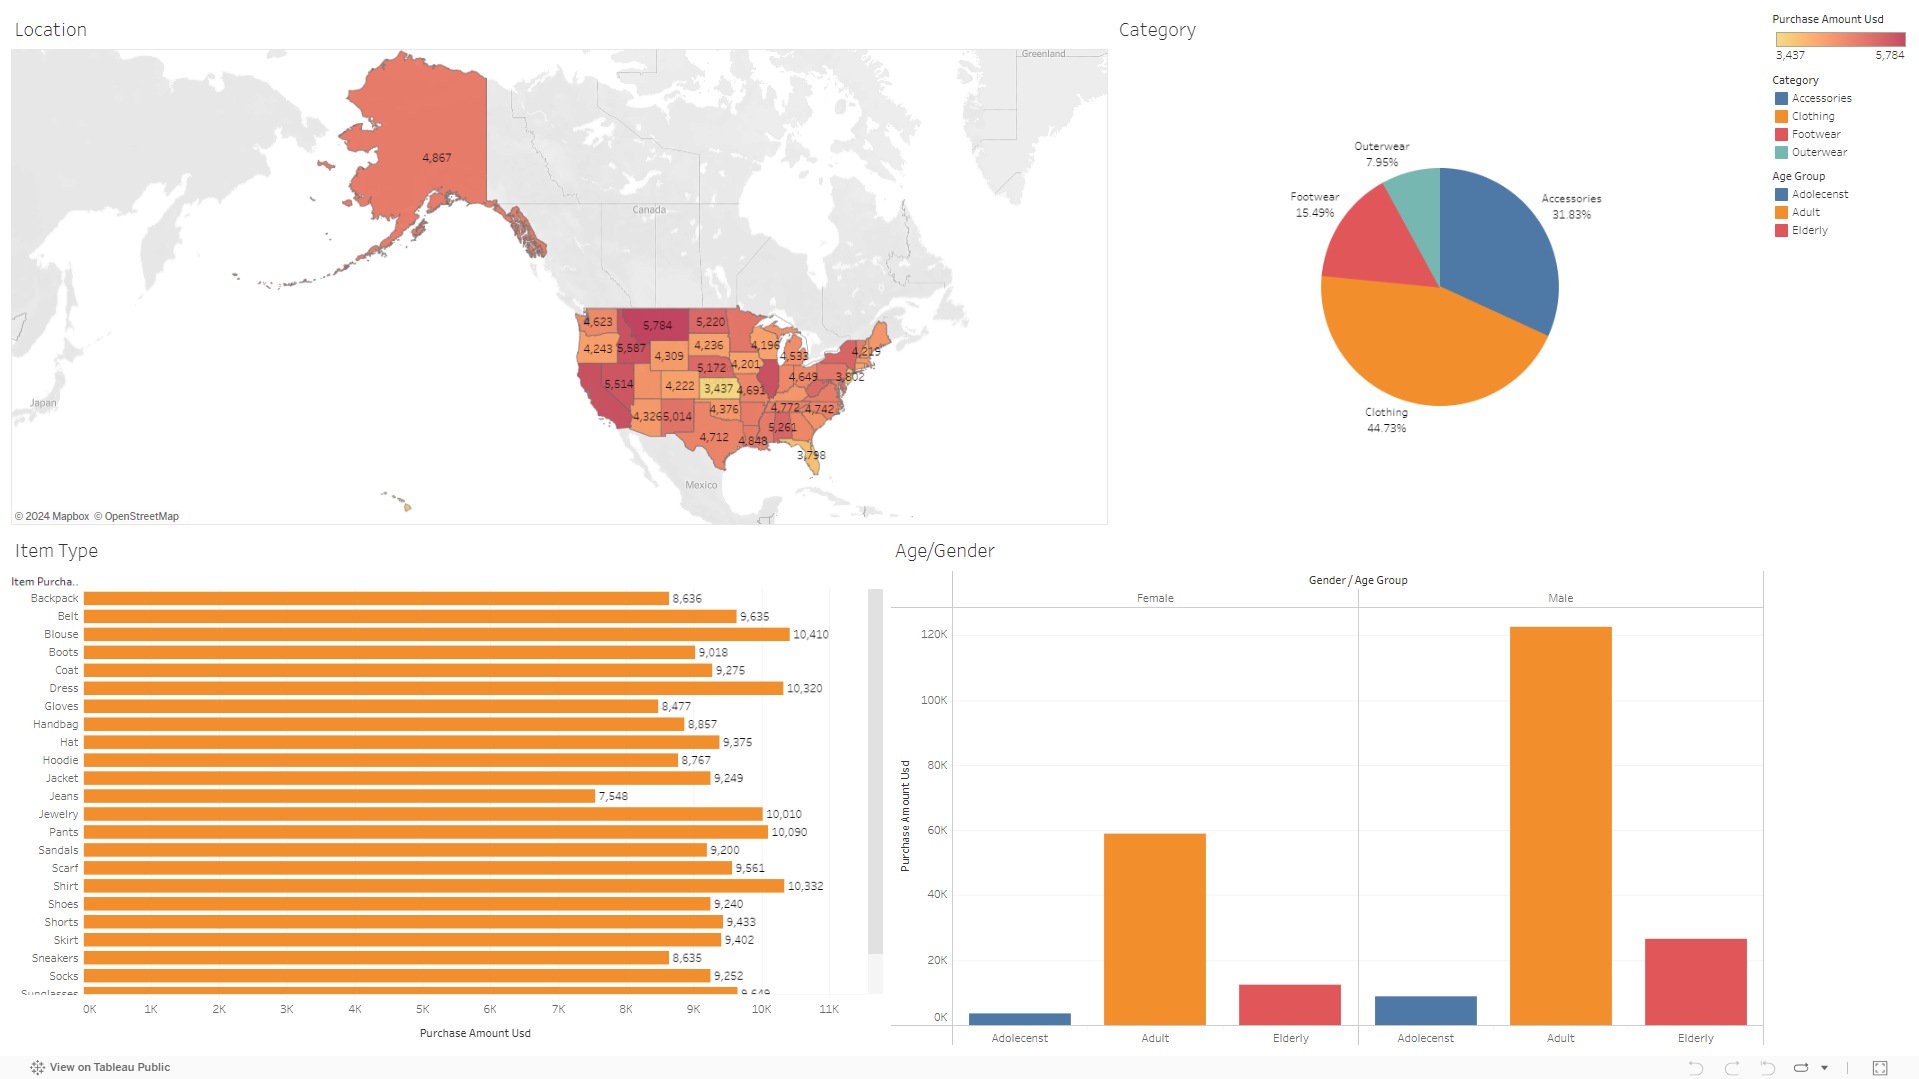 Location
Greenland
Canada
Japan
Mexico
4,867
4,623
5,784
5,220
4,243
5,587
4,309
4,236
4,196
4,533
4,219
5,172
4,201
5,514
4,222
3,437
4,691
4,649
3,802
4,326
5,014
4,376
4,772
4,742
5,261
4,712
4,848
3,798
© 2024 Mapbox © OpenStreetMap
Category
Outerwear
7.95%
Footwear
15.49%
Accessories
31.83%
Clothing
44.73%
Purchase Amount Usd
3,437 5,784
Category
Accessories
Clothing
Footwear
Outerwear
Age Group
Adolecenst
Adult
Elderly
Item Type
Item Purcha..
Backpack 8,636
Belt 9,635
Blouse 10,410
Boots 9,018
Coat 9,275
Dress 10,320
Gloves 8,477
Handbag 8,857
Hat 9,375
Hoodie 8,767
Jacket 9,249
Jeans 7,548
Jewelry 10,010
Pants 10,090
Sandals 9,200
Scarf 9,561
Shirt 10,332
Shoes 9,240
Shorts 9,433
Skirt 9,402
Sneakers 8,635
Socks 9,252
Sunglasses 9,649
0K 1K 2K 3K 4K 5K 6K 7K 8K 9K 10K 11K
Purchase Amount Usd
Age/Gender
Gender / Age Group
Female Male
120K
100K
80K
60K
40K
20K
0K
Purchase Amount Usd
Adolecenst Adult Elderly Adolecenst Adult Elderly
View on Tableau Public